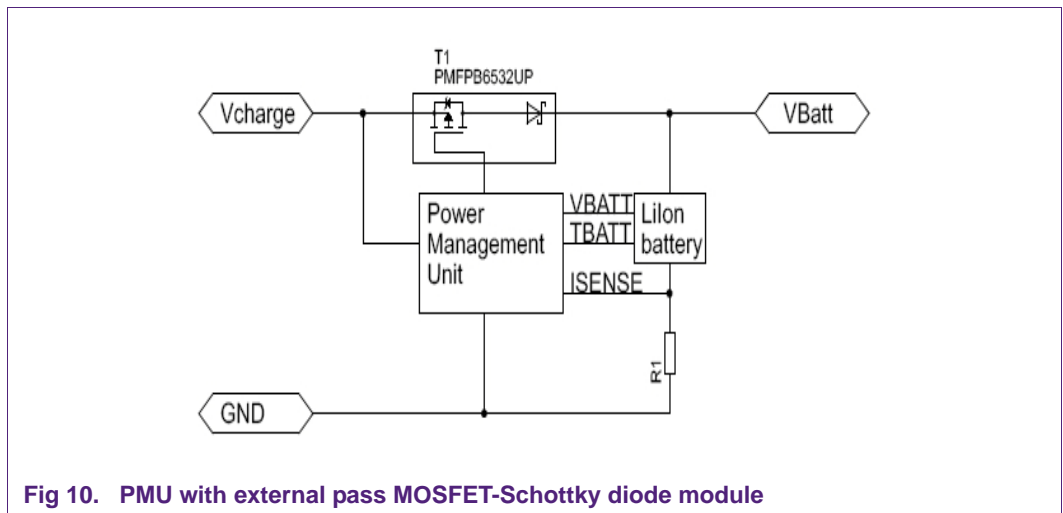 T1
PMFPB6532UP
Vcharge
VBatt
Power
Management
Unit
VBATT
TBATT
ISENSE
LiIon
battery
R1
GND
Fig 10. PMU with external pass MOSFET-Schottky diode module